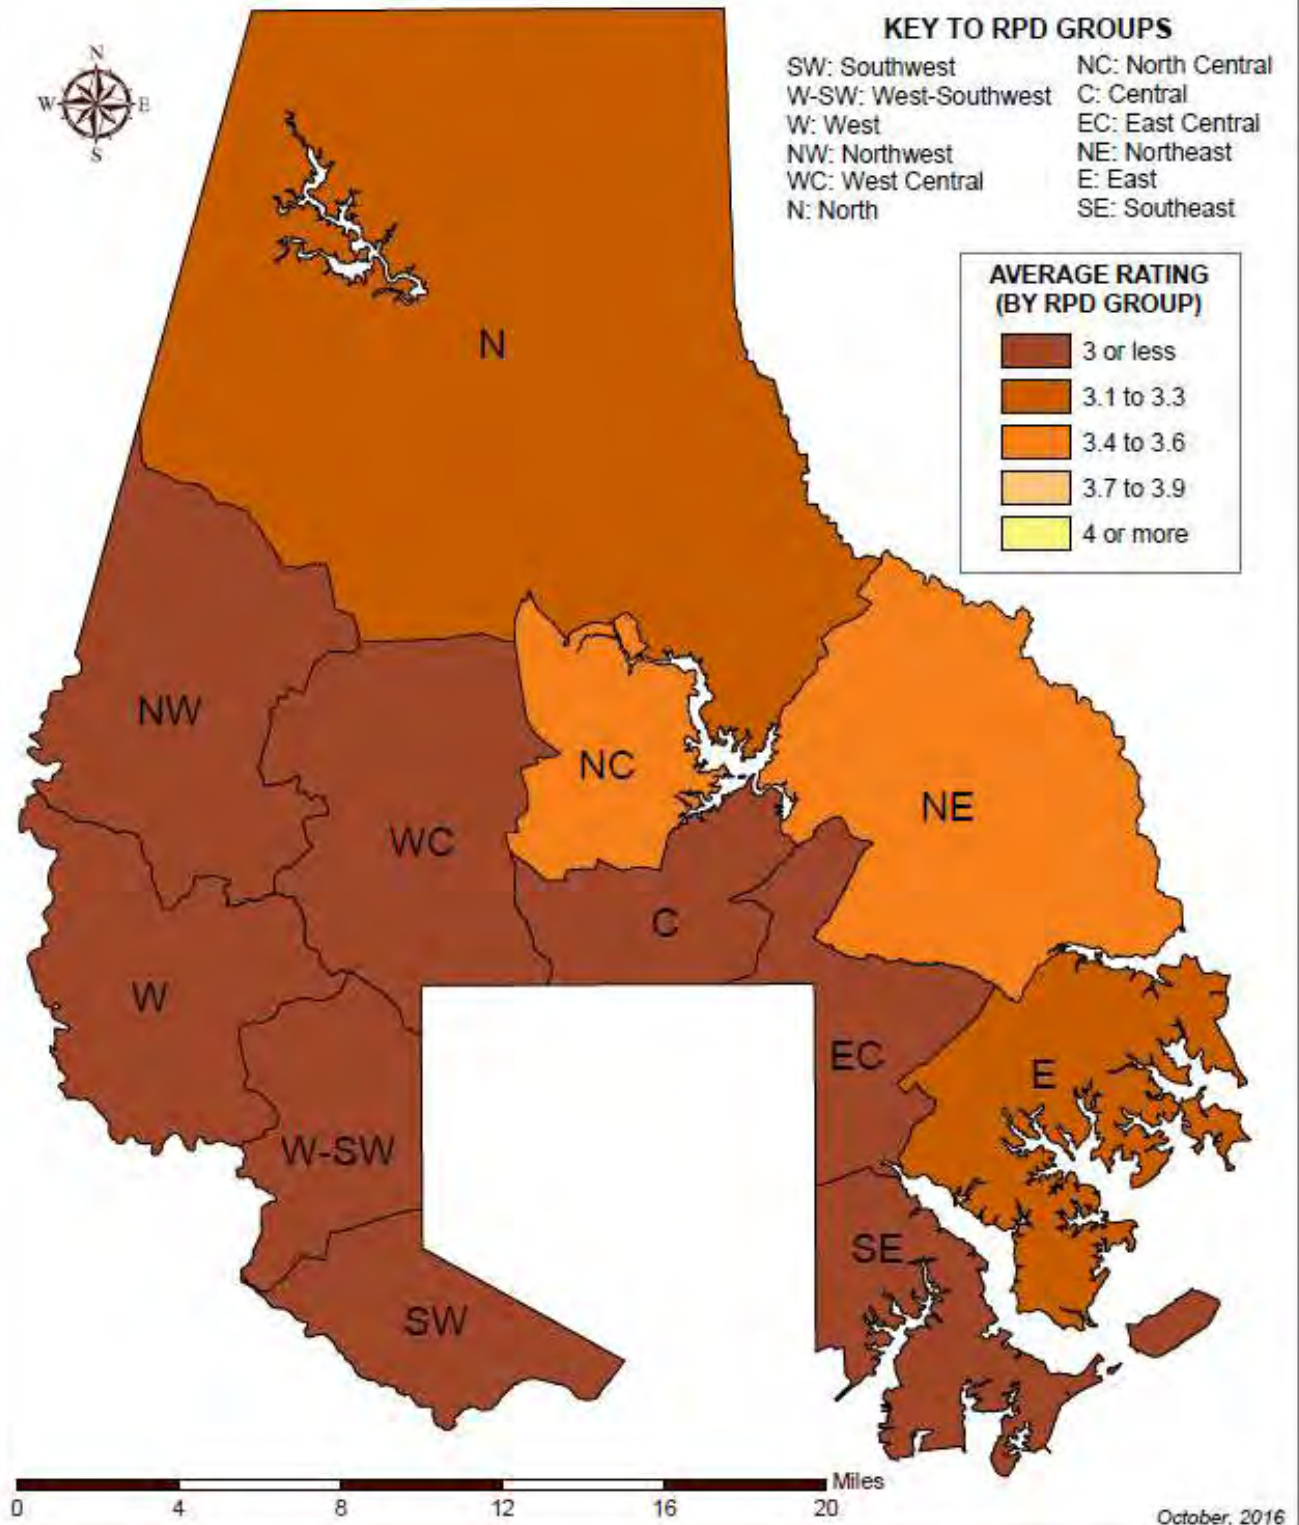 KEY TO RPD GROUPS
SW: Southwest
W-SW: West-Southwest
W: West
NW: Northwest
WC: West Central
N: North
NC: North Central
C: Central
EC: East Central
NE: Northeast
E: East
SE: Southeast
N
W E
S
AVERAGE RATING
(BY RPD GROUP)
3 or less
3.1 to 3.3
3.4 to 3.6
3.7 to 3.9
4 or more
N
NW
NC
NE
WC
C
W
EC
E
W-SW
SE
SW
Miles
0 4 8 12 16 20
October, 2016